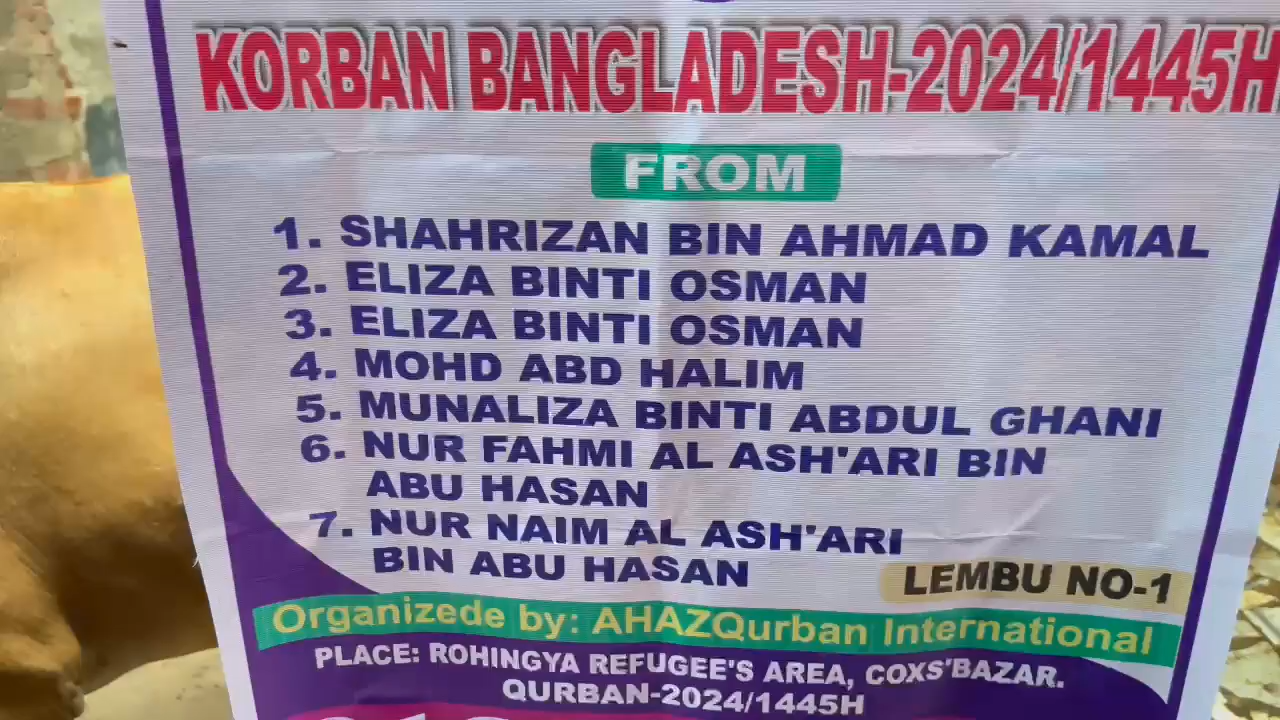 KORBAN BANGLADESH-2024/1445H
FROM
1. SHAHRIZAN BIN AHMAD KAMAL
2. ELIZA BINTI OSMAN
3. ELIZA BINTI OSMAN
4. MOHD ABD HALIM
5. MUNALIZA BINTI ABDUL GHANI
6. NUR FAHMI AL ASH'ARI BIN
ABU HASAN
7. NUR NAIM AL ASH'ARI
BIN ABU HASAN
LEMBU NO-1
Organizede by: AHAZQurban International
PLACE: ROHINGYA REFUGEE'S AREA, COXS'BAZAR.
QURBAN-2024/1445H